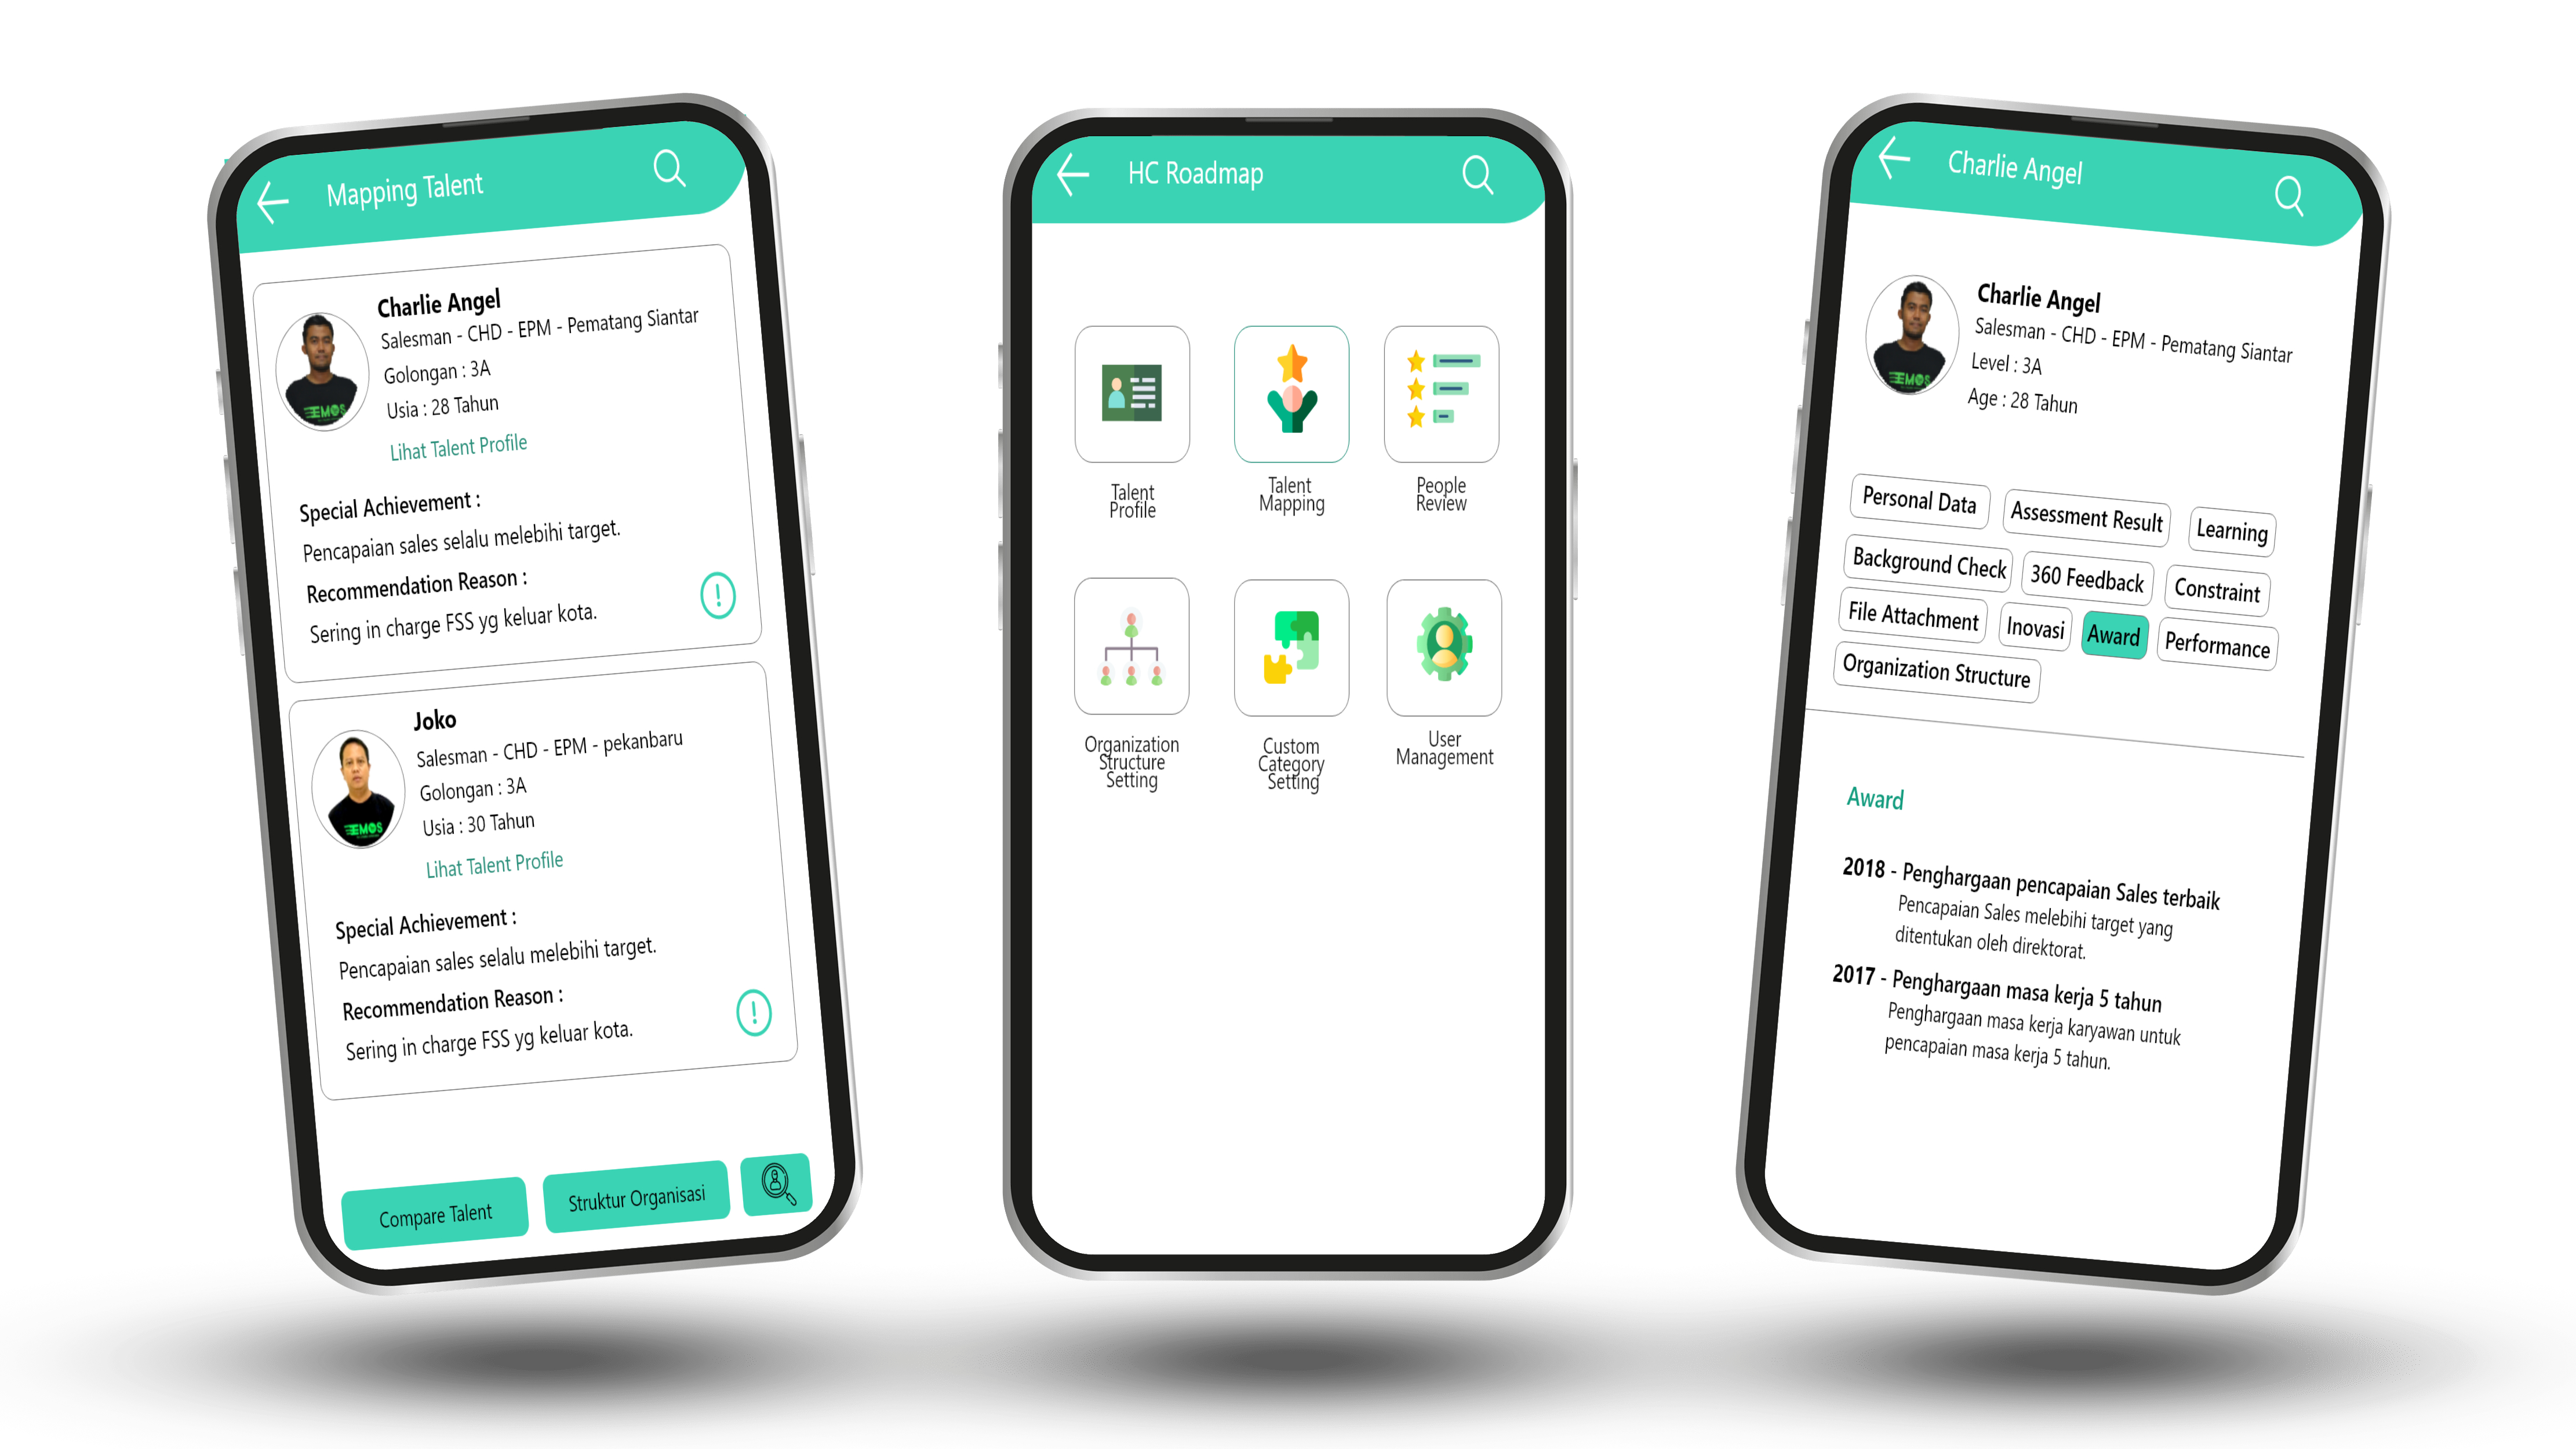 Mapping Talent
Charlie Angel
Salesman - CHD - EPM - Pematang Siantar
Golongan : 3A
Usia : 28 Tahun
Lihat Talent Profile
EMOS
Special Achievement :
Pencapaian sales selalu melebihi target.
Recommendation Reason :
Sering in charge FSS yg keluar kota.
Joko
Salesman - CHD - EPM - pekanbaru
Golongan : 3A
Usia : 30 Tahun
Lihat Talent Profile
EMOS
Special Achievement :
Pencapaian sales selalu melebihi target.
Recommendation Reason :
Sering in charge FSS yg keluar kota.
Compare Talent
Struktur Organisasi
HC Roadmap
Talent
Profile
Talent
Mapping
People
Review
Organization
Structure
Setting
Custom
Category
Setting
User
Management
Charlie Angel
Charlie Angel
Salesman - CHD - EPM - Pematang Siantar
Level : 3A
Age : 28 Tahun
EMOS
Personal Data
Assessment Result
Learning
Background Check
360 Feedback
Constraint
File Attachment
Inovasi
Award
Performance
Organization Structure
Award
2018 - Penghargaan pencapaian Sales terbaik
Pencapaian Sales melebihi target yang
ditentukan oleh direktorat.
2017 - Penghargaan masa kerja 5 tahun
Penghargaan masa kerja karyawan untuk
pencapaian masa kerja 5 tahun.